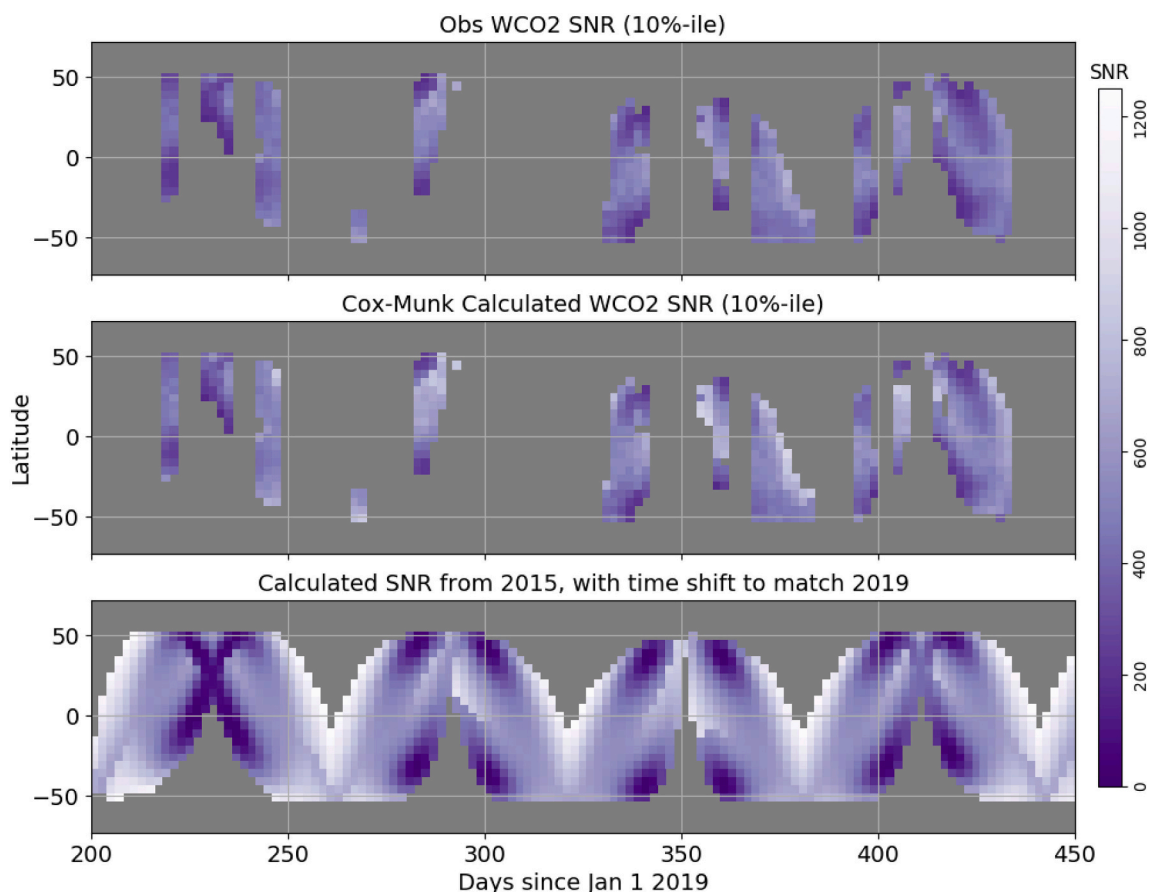 Obs WCO2 SNR (10%-ile)
SNR
50
0
−50
Cox-Munk Calculated WCO2 SNR (10%-ile)
50
0
−50
Latitude
Calculated SNR from 2015, with time shift to match 2019
50
0
−50
200 250 300 350 400 450
Days since Jan 1 2019
1200
1000
800
600
400
200
0